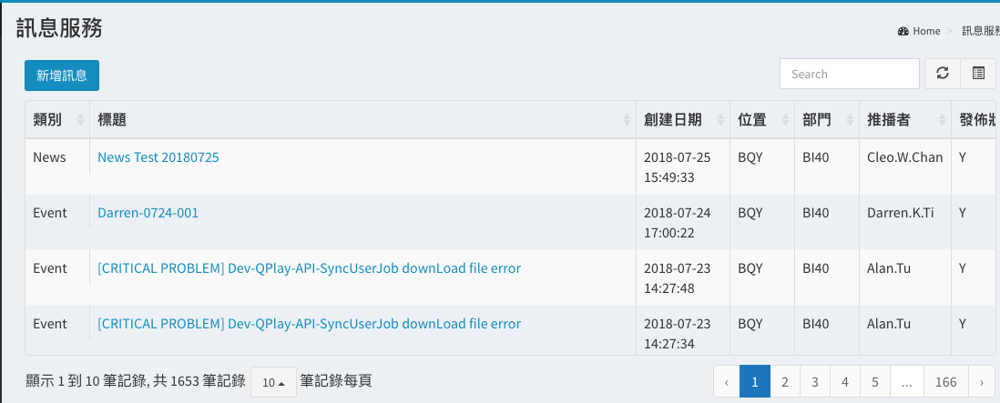 訊息服務
Home > 訊息服務
新增訊息
Search
類別 標題 創建日期 位置 部門 推播者 發佈狀
News News Test 20180725 2018-07-25 15:49:33 BQY BI40 Cleo.W.Chan Y
Event Darren-0724-001 2018-07-24 17:00:22 BQY BI40 Darren.K.Ti Y
Event [CRITICAL PROBLEM] Dev-QPlay-API-SyncUserJob downLoad file error 2018-07-23 14:27:48 BQY BI40 Alan.Tu Y
Event [CRITICAL PROBLEM] Dev-QPlay-API-SyncUserJob downLoad file error 2018-07-23 14:27:34 BQY BI40 Alan.Tu Y
顯示 1 到 10 筆記錄, 共 1653 筆記錄 10 筆記錄每頁
‹ 1 2 3 4 5 ... 166 ›